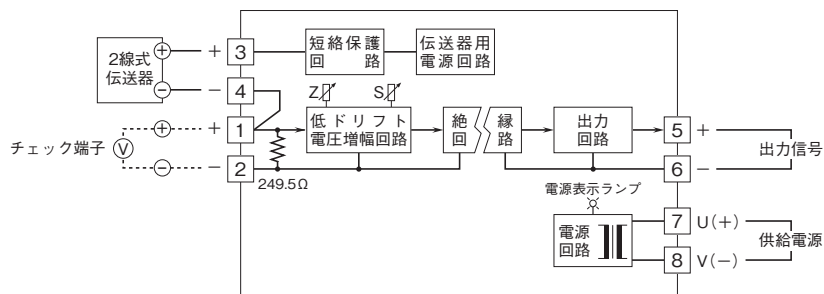 2線式
伝送器
+
−
+ 3
− 4
短絡保護
回路
伝送器用
電源回路
チェック端子
V
+
−
+ 1
− 2
249.5Ω
Z
S
低ドリフト
電圧増幅回路
絶縁
回路
出力
回路
5 +
6 −
出力信号
電源表示ランプ
電源
回路
7 U(+)
8 V(−)
供給電源